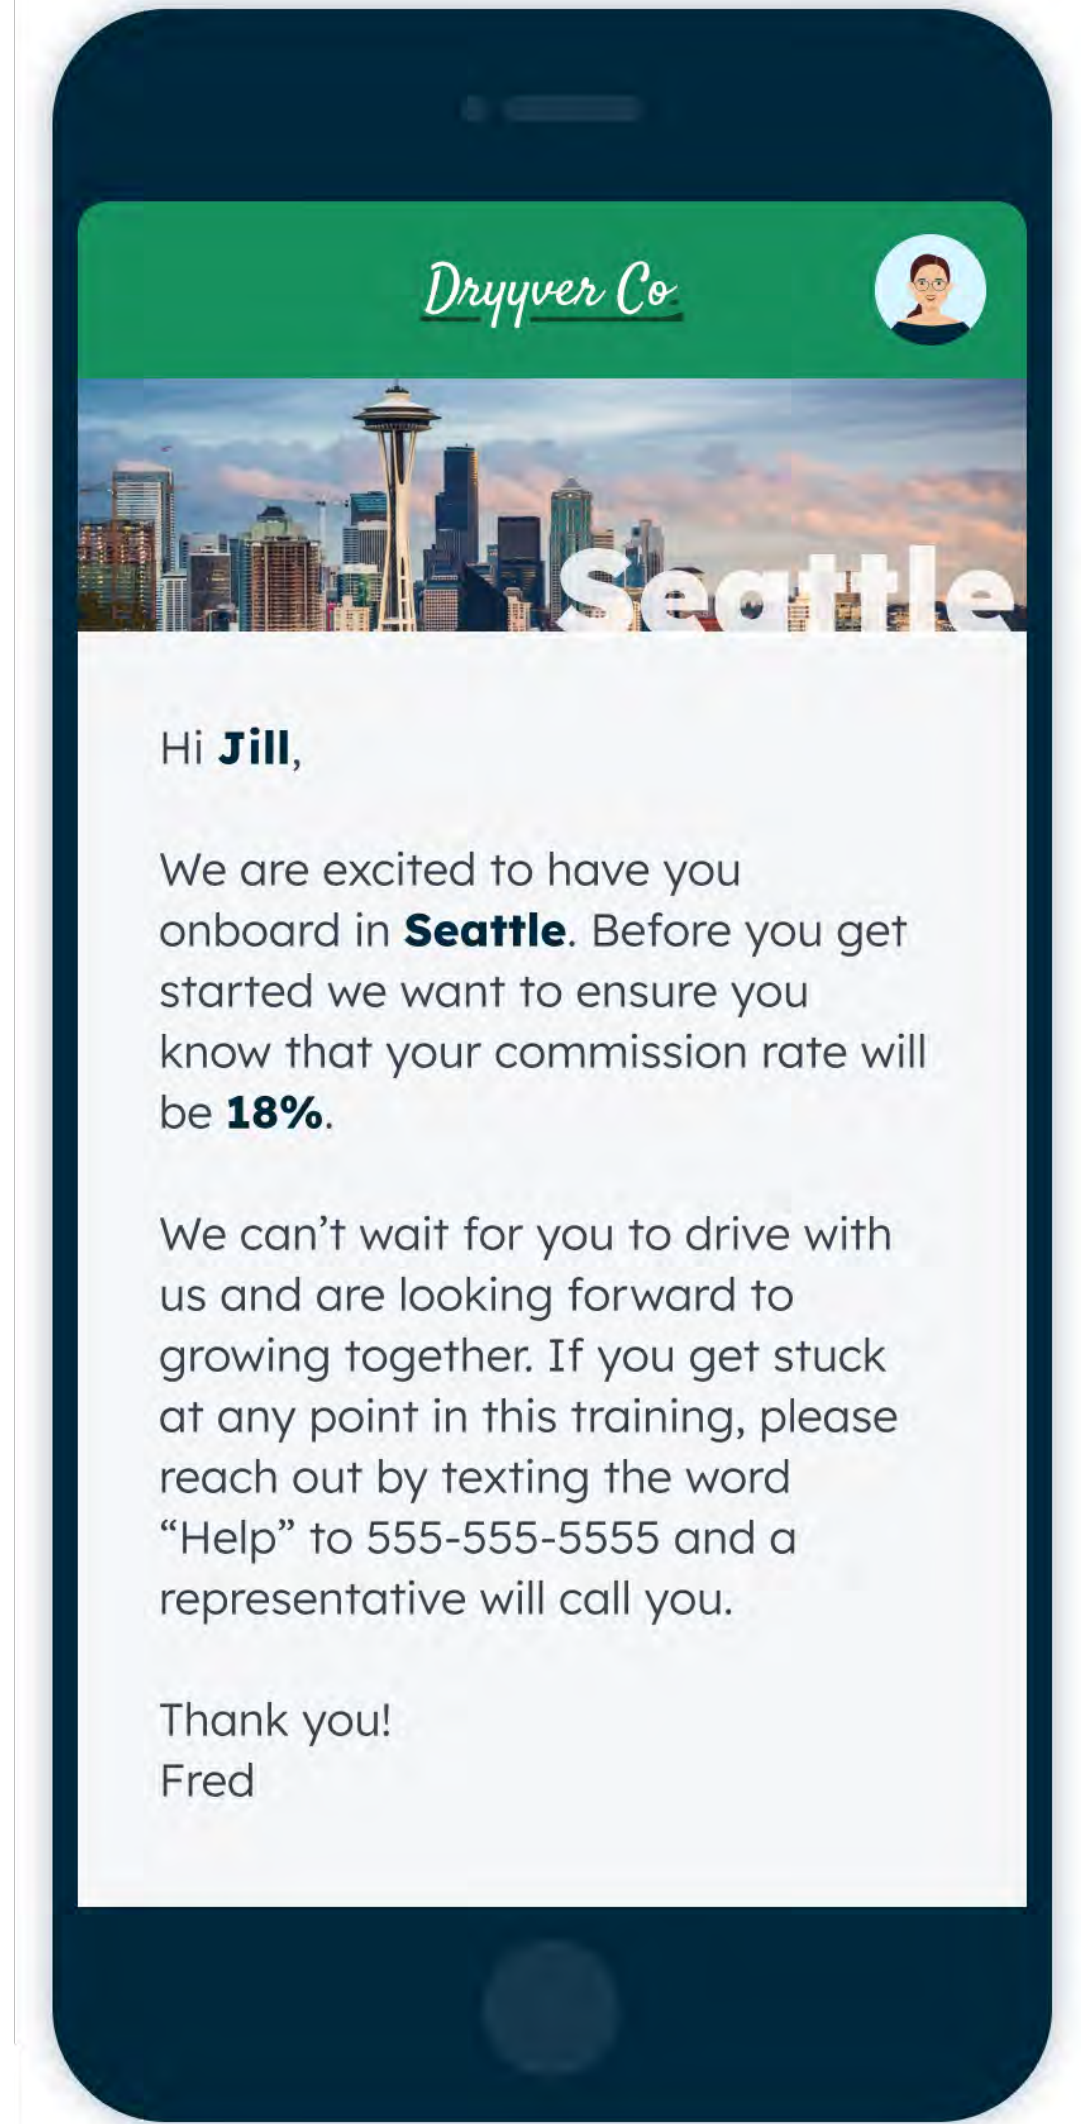 Dryyver Co.
Seattle
Hi Jill,
We are excited to have you
onboard in Seattle. Before you get
started we want to ensure you
know that your commission rate will
be 18%.
We can’t wait for you to drive with
us and are looking forward to
growing together. If you get stuck
at any point in this training, please
reach out by texting the word
“Help” to 555-555-5555 and a
representative will call you.
Thank you!
Fred